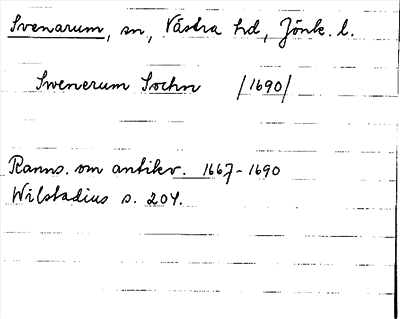 Svenarum, sn, Västra hd, Jönk. l.
Swenerum Sochn /1690/
Ranns. om antikv. 1667-1690
Wilstadius s. 204.